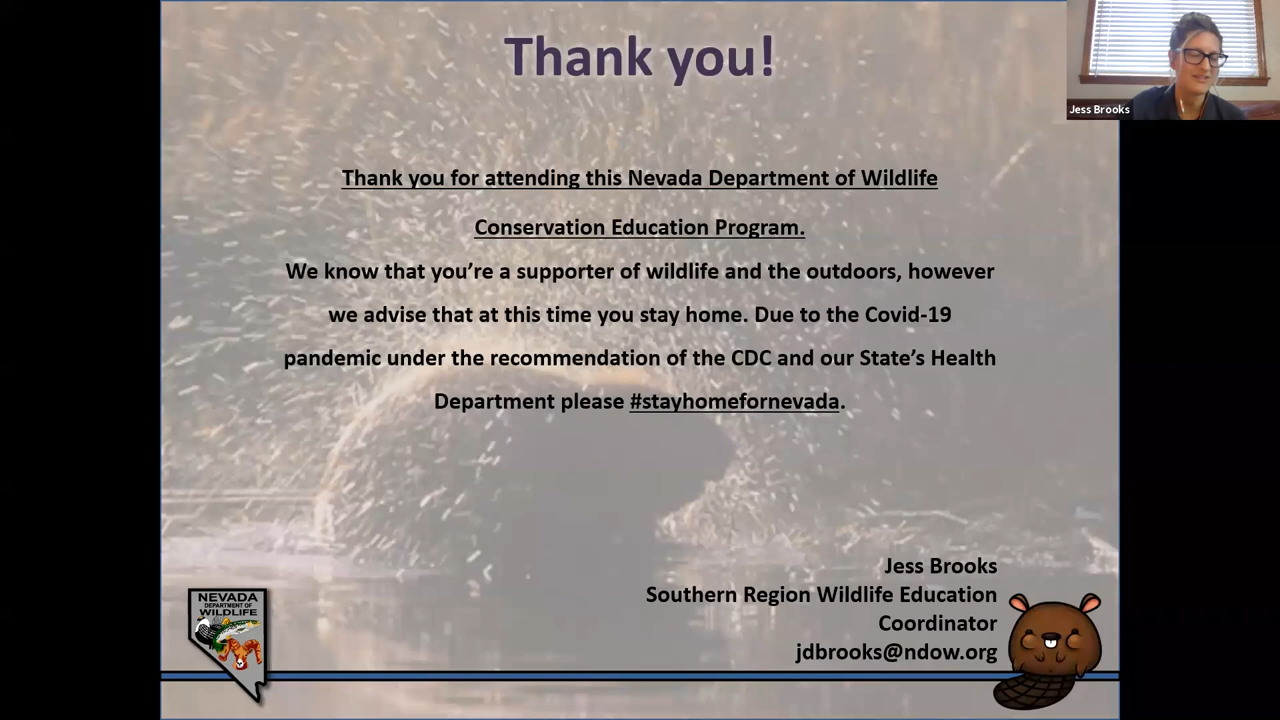 Thank you!
Jess Brooks
Thank you for attending this Nevada Department of Wildlife
Conservation Education Program.
We know that you’re a supporter of wildlife and the outdoors, however
we advise that at this time you stay home. Due to the Covid-19
pandemic under the recommendation of the CDC and our State’s Health
Department please #stayhomefornevada.
Jess Brooks
Southern Region Wildlife Education
Coordinator
jdbrooks@ndow.org
NEVADA
DEPARTMENT OF
WILDLIFE